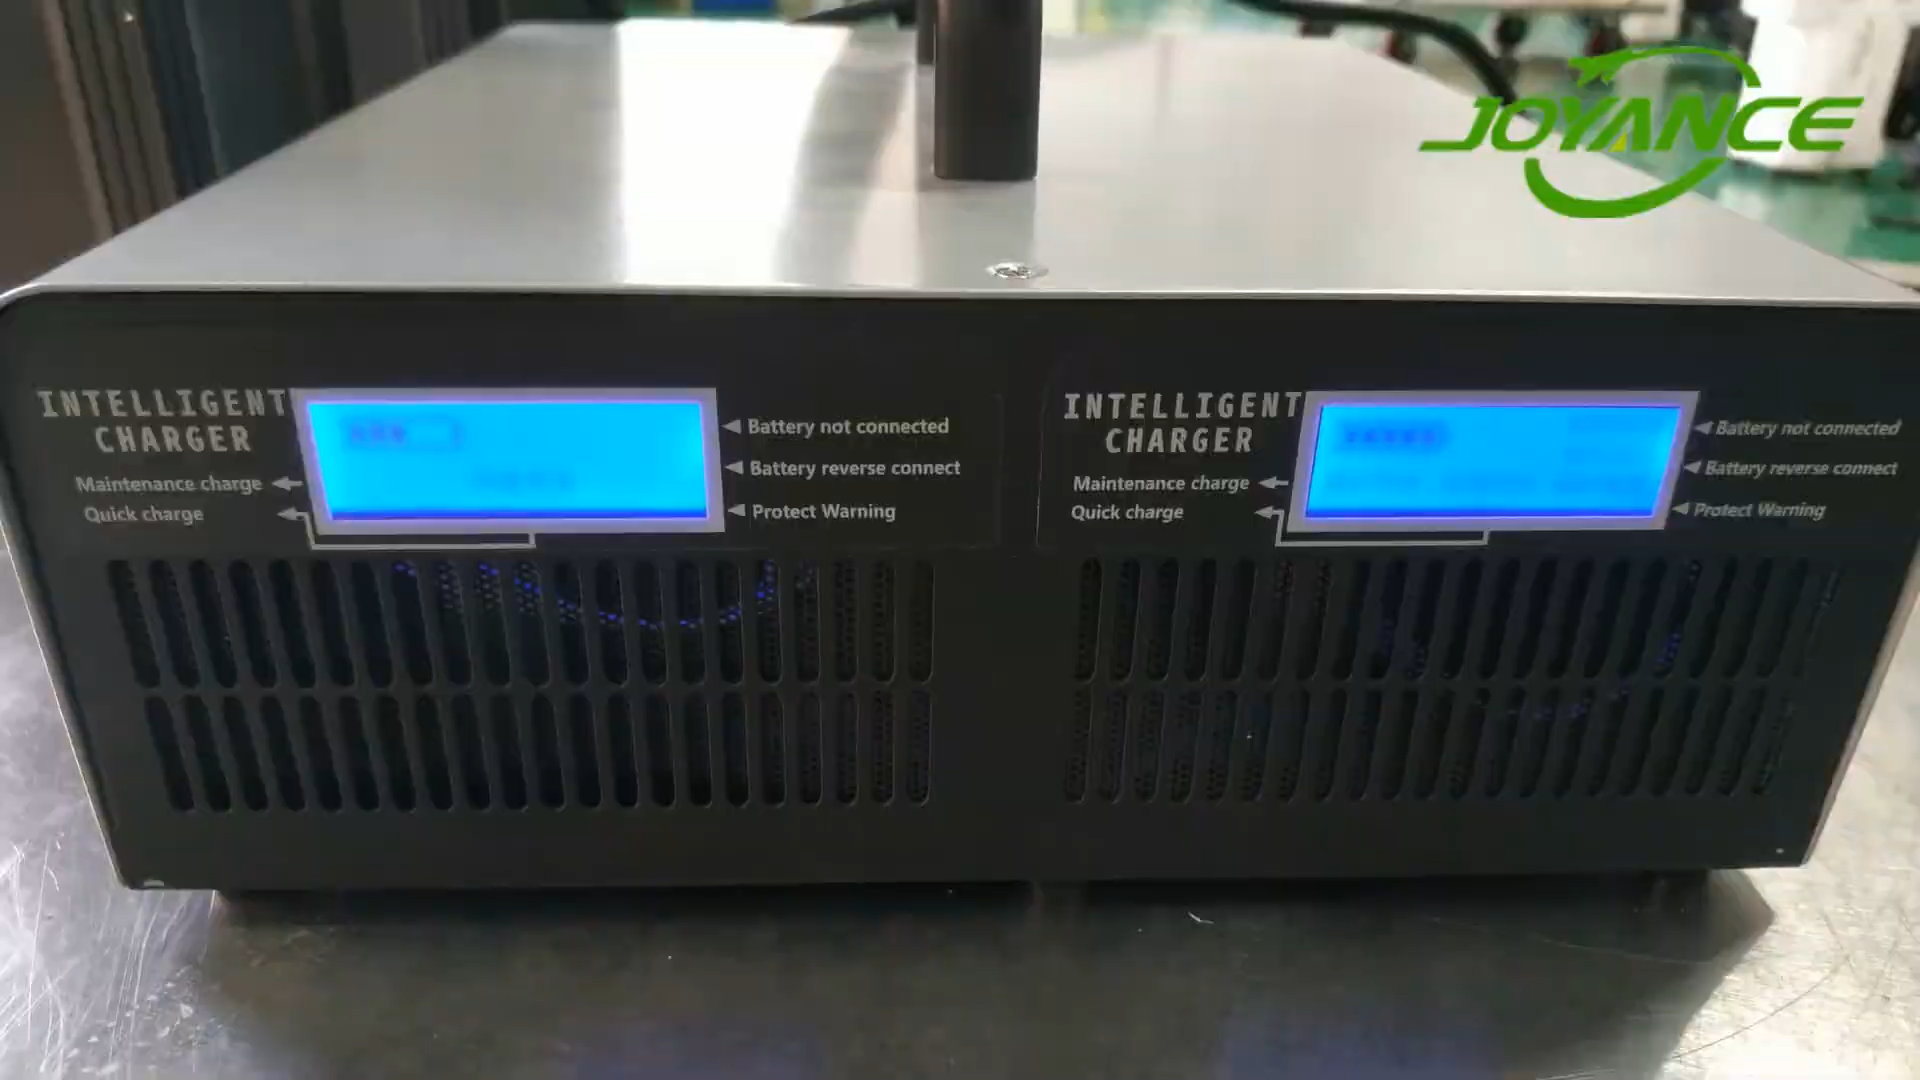 JOYANCE
INTELLIGENT
CHARGER
Maintenance charge
Quick charge
Battery not connected
Battery reverse connect
Protect Warning
INTELLIGENT
CHARGER
Maintenance charge
Quick charge
Battery not connected
Battery reverse connect
Protect Warning